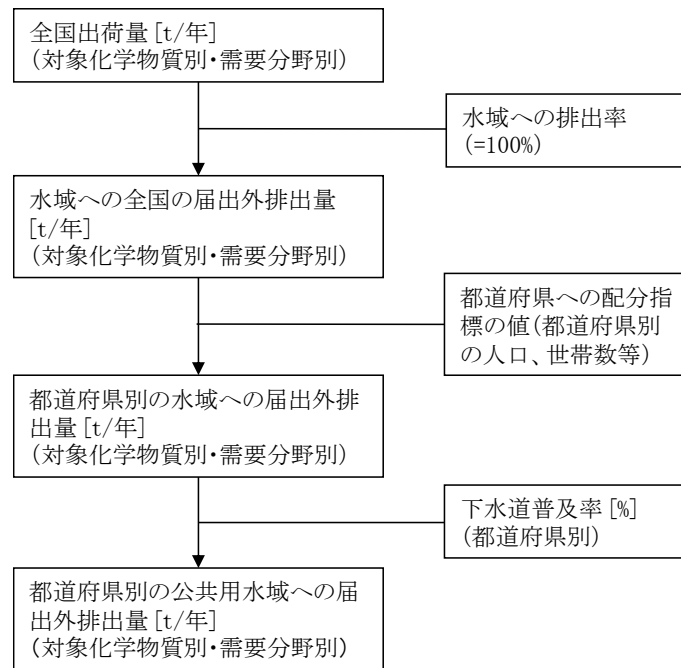 全国出荷量[t/年]
(対象化学物質別・需要分野別)
水域への排出率
(=100%)
水域への全国の届出外排出量
[t/年]
(対象化学物質別・需要分野別)
都道府県への配分指
標の値(都道府県別
の人口、世帯数等)
都道府県別の水域への届出外排
出量[t/年]
(対象化学物質別・需要分野別)
下水道普及率[%]
(都道府県別)
都道府県別の公共用水域への届
出外排出量[t/年]
(対象化学物質別・需要分野別)